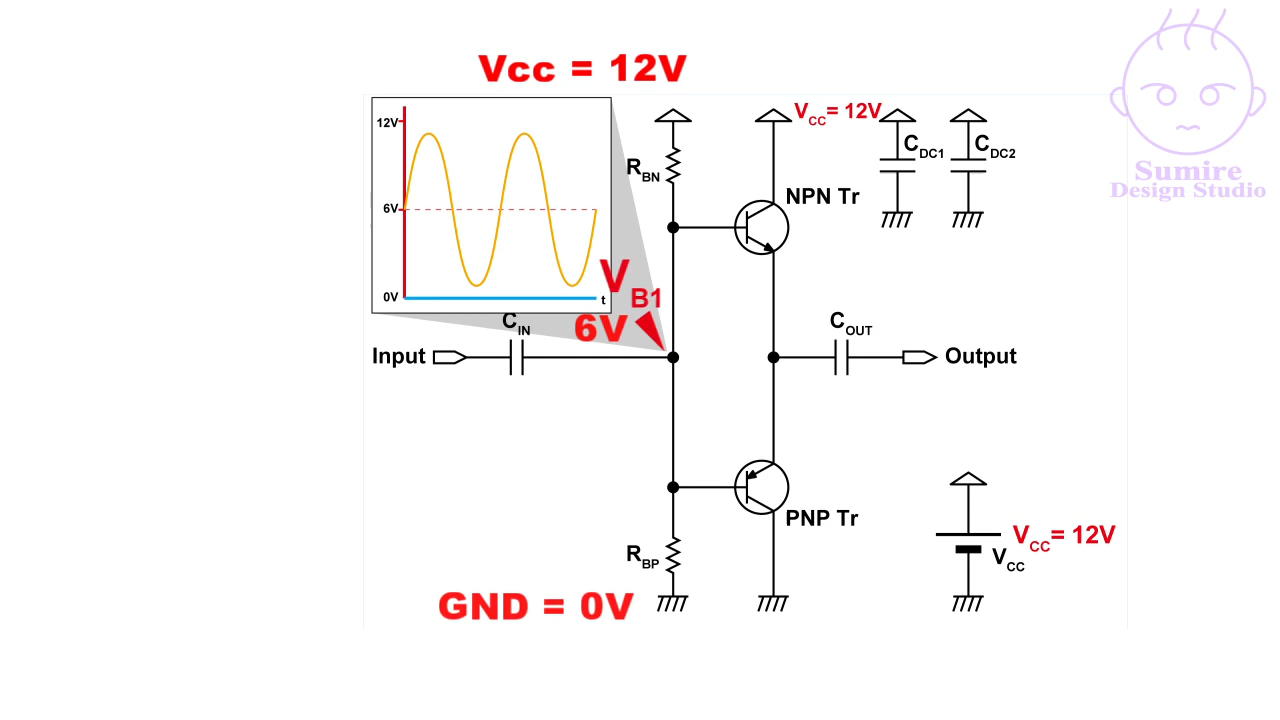 Vcc = 12V
VCC= 12V
12V
6V
0V
t
RBN
NPN Tr
CDC1
CDC2
Sumire
Design Studio
VB1
6V
CIN
Input
COUT
Output
PNP Tr
RBP
VCC= 12V
VCC
GND = 0V